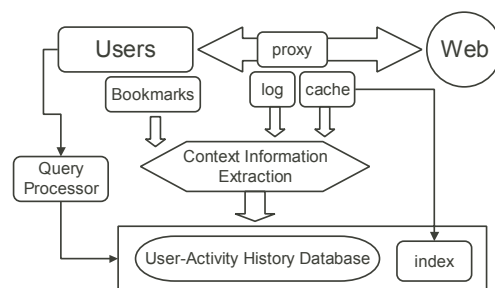 Users
proxy
Web
Bookmarks
log
cache
Query
Processor
Context Information
Extraction
User-Activity History Database
index